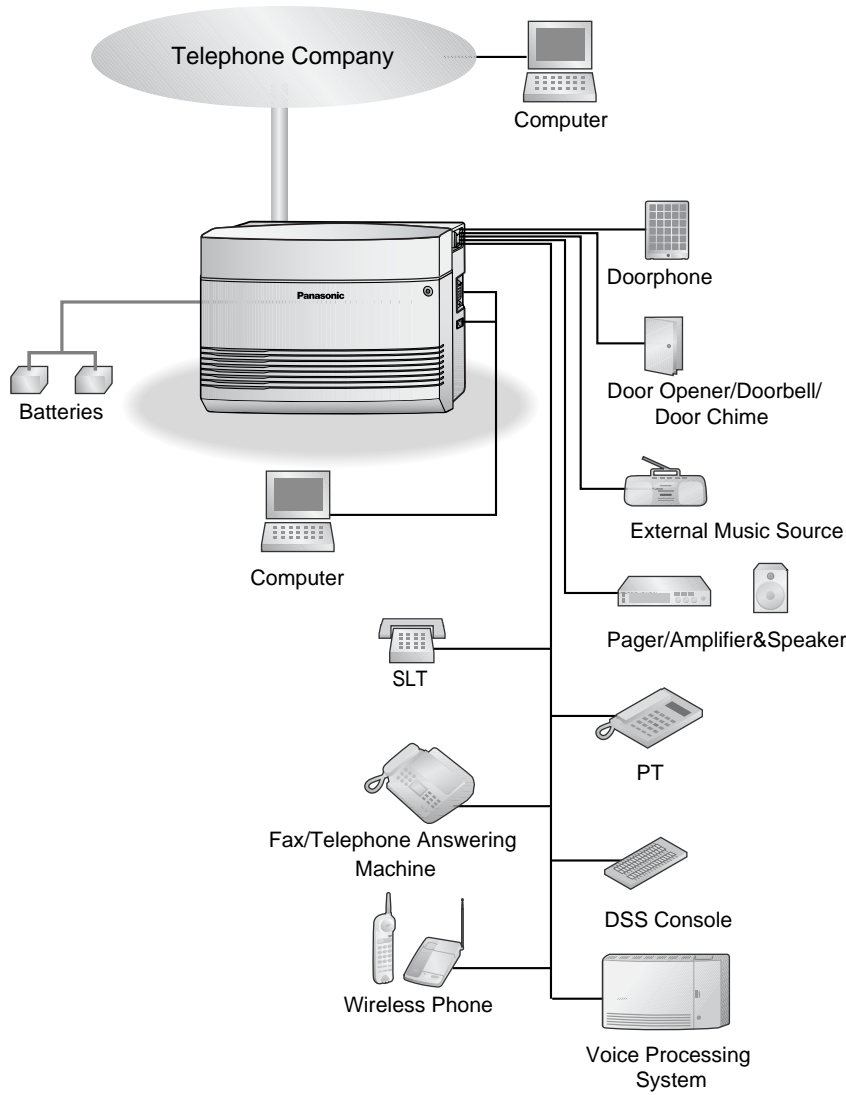 Telephone Company
Computer
Panasonic
Doorphone
Batteries
Door Opener/Doorbell/
Door Chime
External Music Source
Computer
Pager/Amplifier&Speaker
SLT
PT
Fax/Telephone Answering
Machine
DSS Console
Wireless Phone
Voice Processing
System